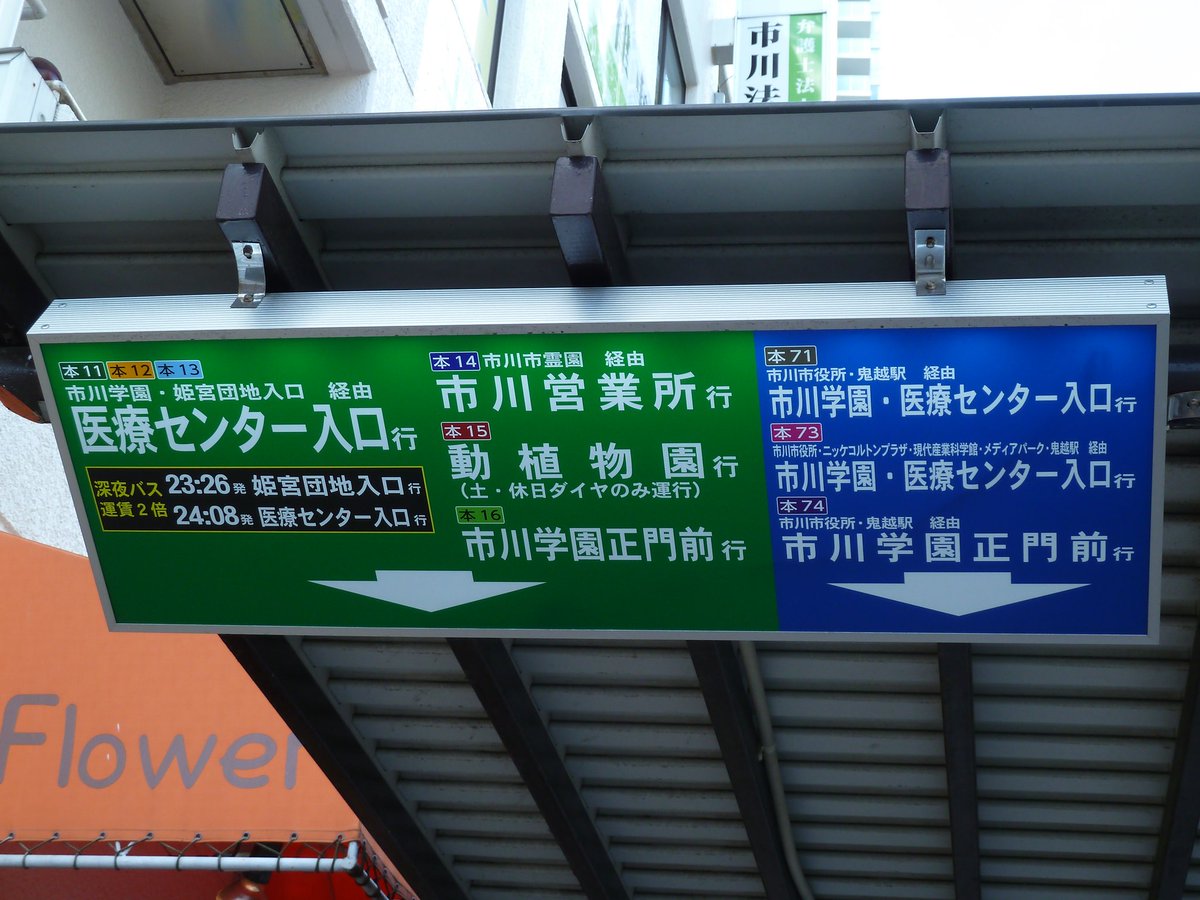 市川法
弁護士法
本11 本12 本13
市川学園・姫宮団地入口 経由
医療センター入口行
深夜バス
運賃2倍
23:26発 姫宮団地入口行
24:08発 医療センター入口行
本14 市川市霊園 経由
市川営業所行
本15
動植物園行
(土・休日ダイヤのみ運行)
本16
市川学園正門前行
本71
市川市役所・鬼越駅 経由
市川学園・医療センター入口行
本73
市川市役所・ニッケコルトンプラザ・現代産業科学館・メディアパーク・鬼越駅 経由
市川学園・医療センター入口行
本74
市川市役所・鬼越駅 経由
市川学園正門前行
Flower